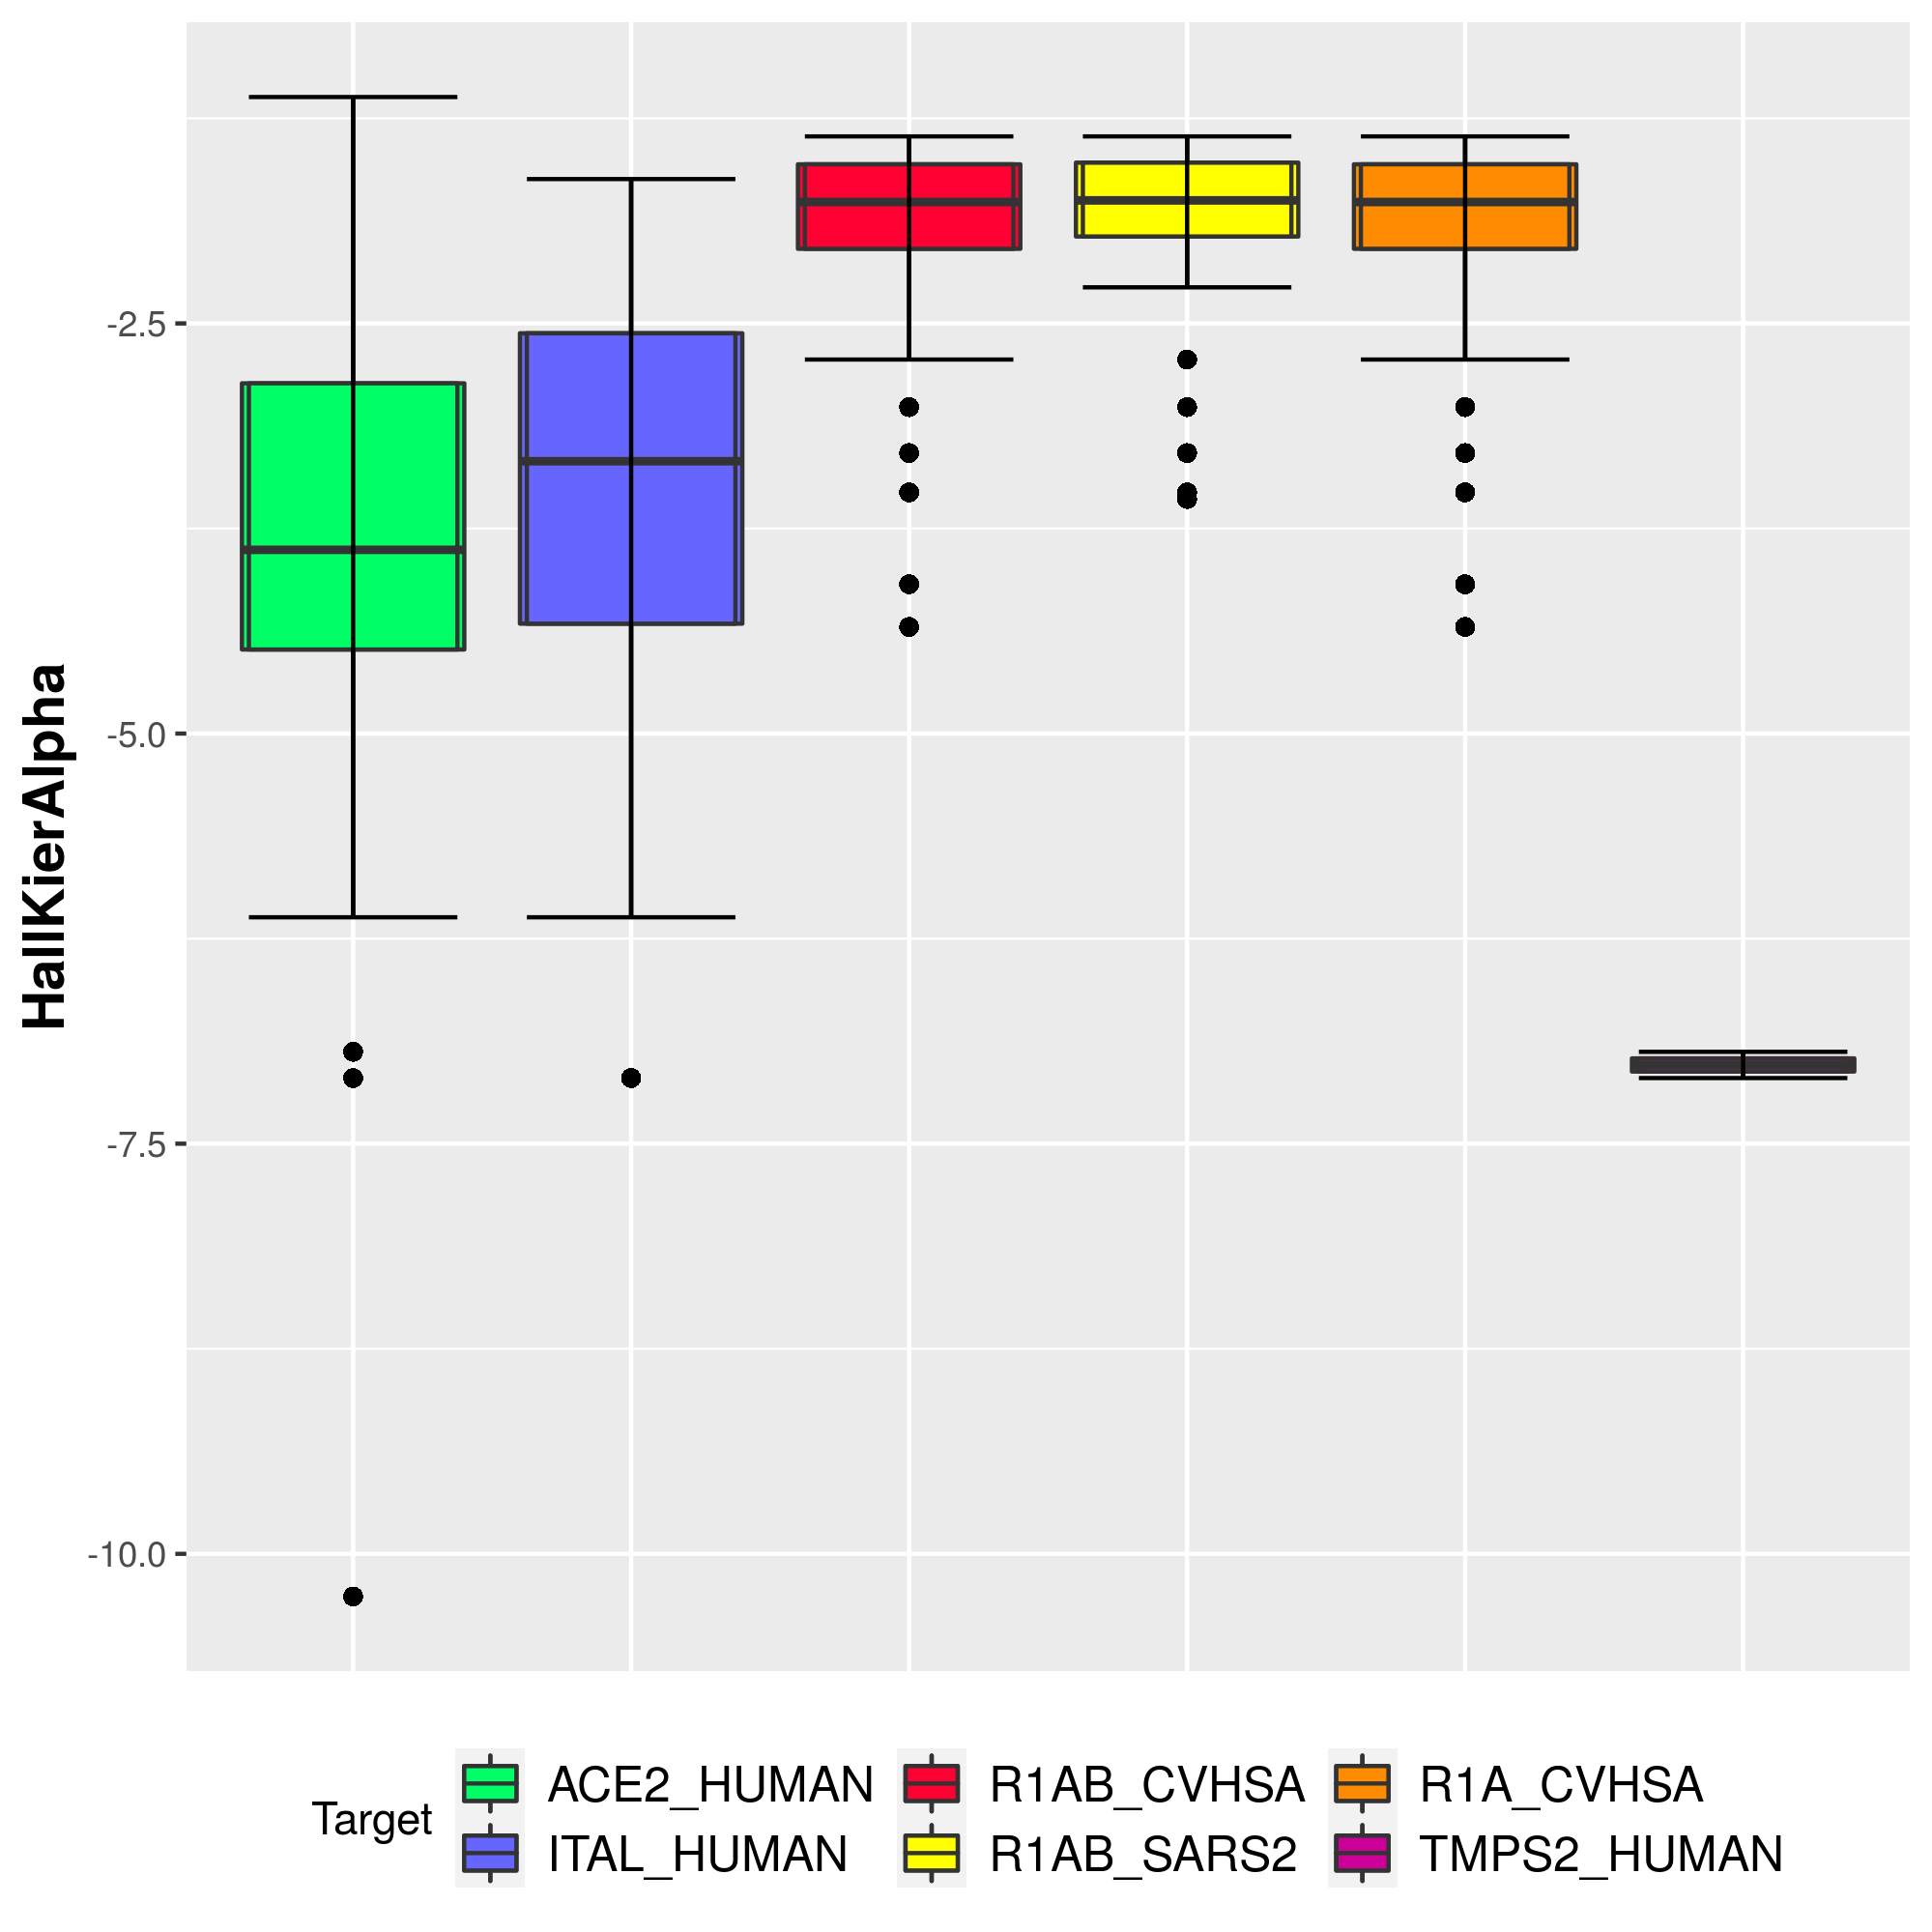 HallKierAlpha
-2.5
-5.0
-7.5
-10.0
Target
ACE2_HUMAN
ITAL_HUMAN
R1AB_CVHSA
R1AB_SARS2
R1A_CVHSA
TMPS2_HUMAN